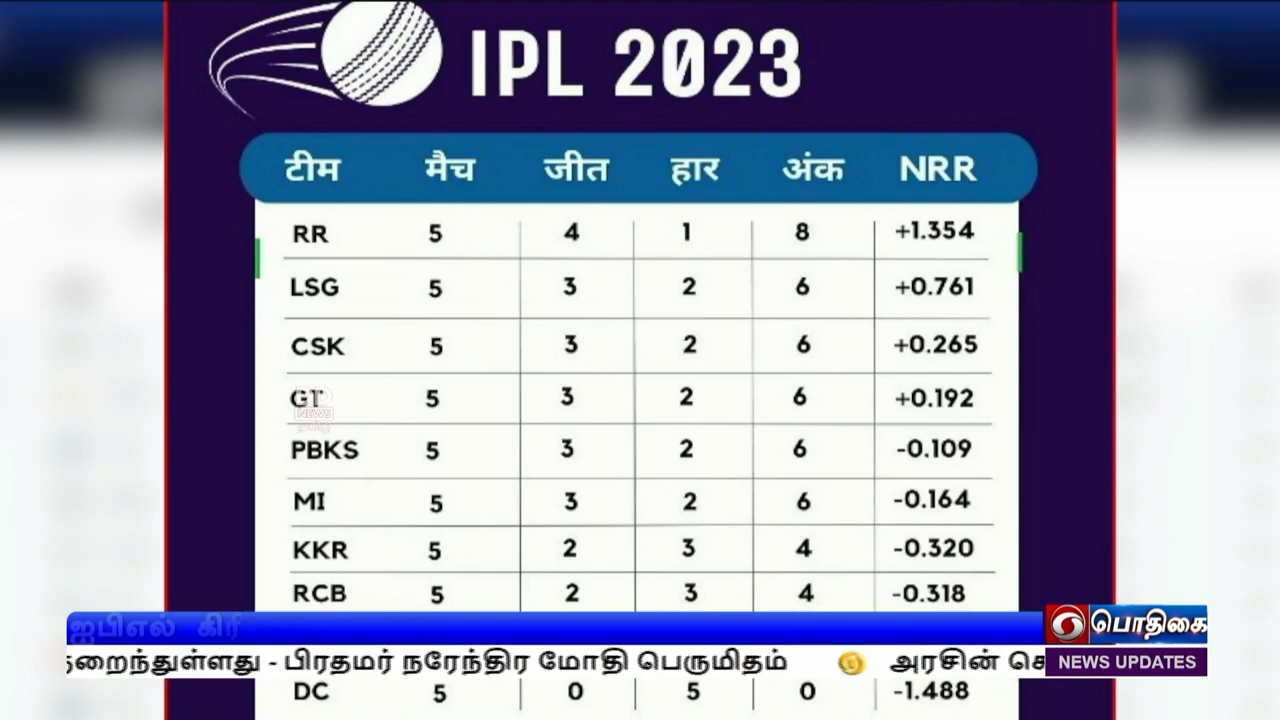 IPL 2023
टीम मैच जीत हार अंक NRR
RR 5 4 1 8 +1.354
LSG 5 3 2 6 +0.761
CSK 5 3 2 6 +0.265
GT 5 3 2 6 +0.192
NEWS
தமிழ்
PBKS 5 3 2 6 -0.109
MI 5 3 2 6 -0.164
KKR 5 2 3 4 -0.320
RCB 5 2 3 4 -0.318
ஐபிஎல் கிரி
பொதிகை
றைந்துள்ளது - பிரதமர் நரேந்திர மோதி பெருமிதம் அரசின் செ
NEWS UPDATES
DC 5 0 5 0 -1.488